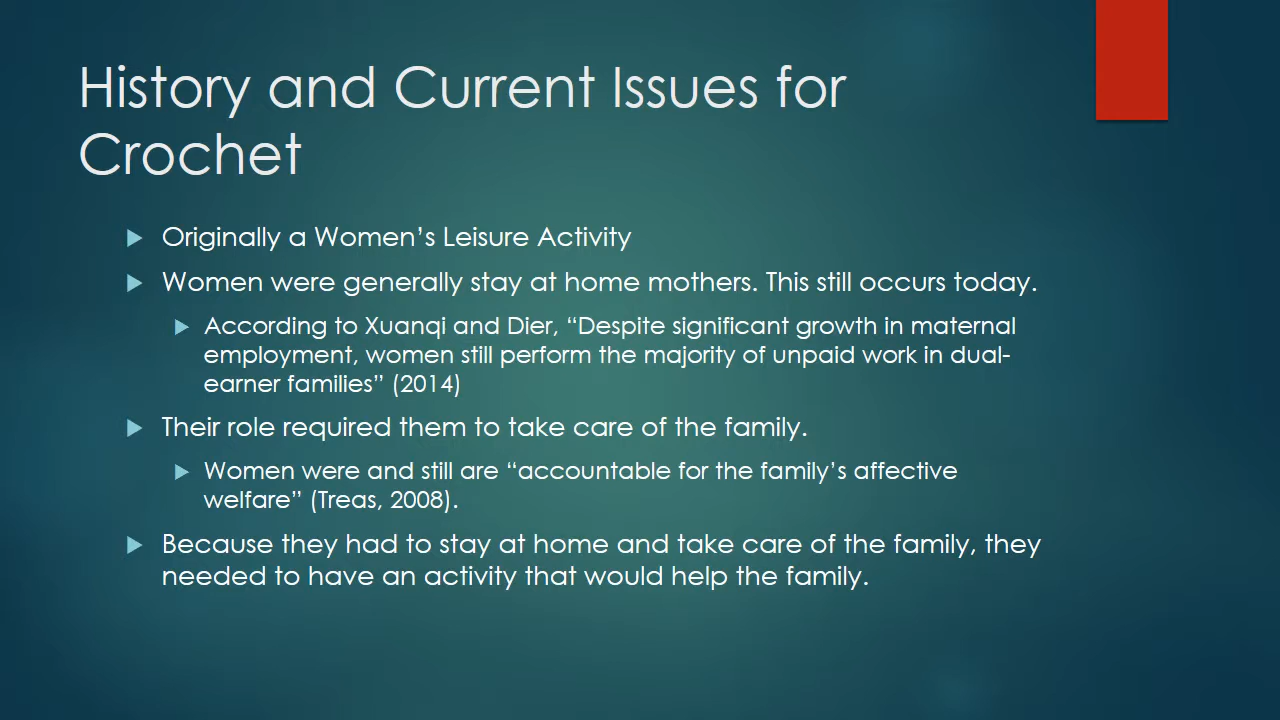 History and Current Issues for
Crochet
Originally a Women’s Leisure Activity
Women were generally stay at home mothers. This still occurs today.
According to Xuanqi and Dier, “Despite significant growth in maternal
employment, women still perform the majority of unpaid work in dual-
earner families” (2014)
Their role required them to take care of the family.
Women were and still are “accountable for the family’s affective
welfare” (Treas, 2008).
Because they had to stay at home and take care of the family, they
needed to have an activity that would help the family.